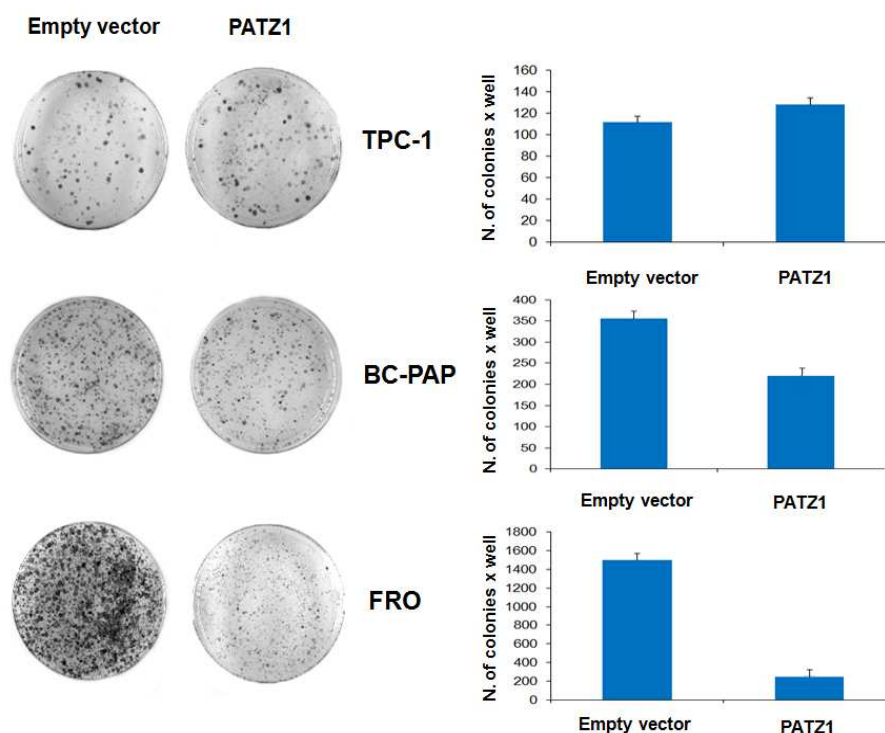 Empty vector PATZ1
TPC-1
N. of colonies x well
160
140
120
100
80
60
40
20
0
Empty vector PATZ1
BC-PAP
N. of colonies x well
400
350
300
250
200
150
100
50
0
Empty vector PATZ1
FRO
N. of colonies x well
1800
1600
1400
1200
1000
800
600
400
200
0
Empty vector PATZ1